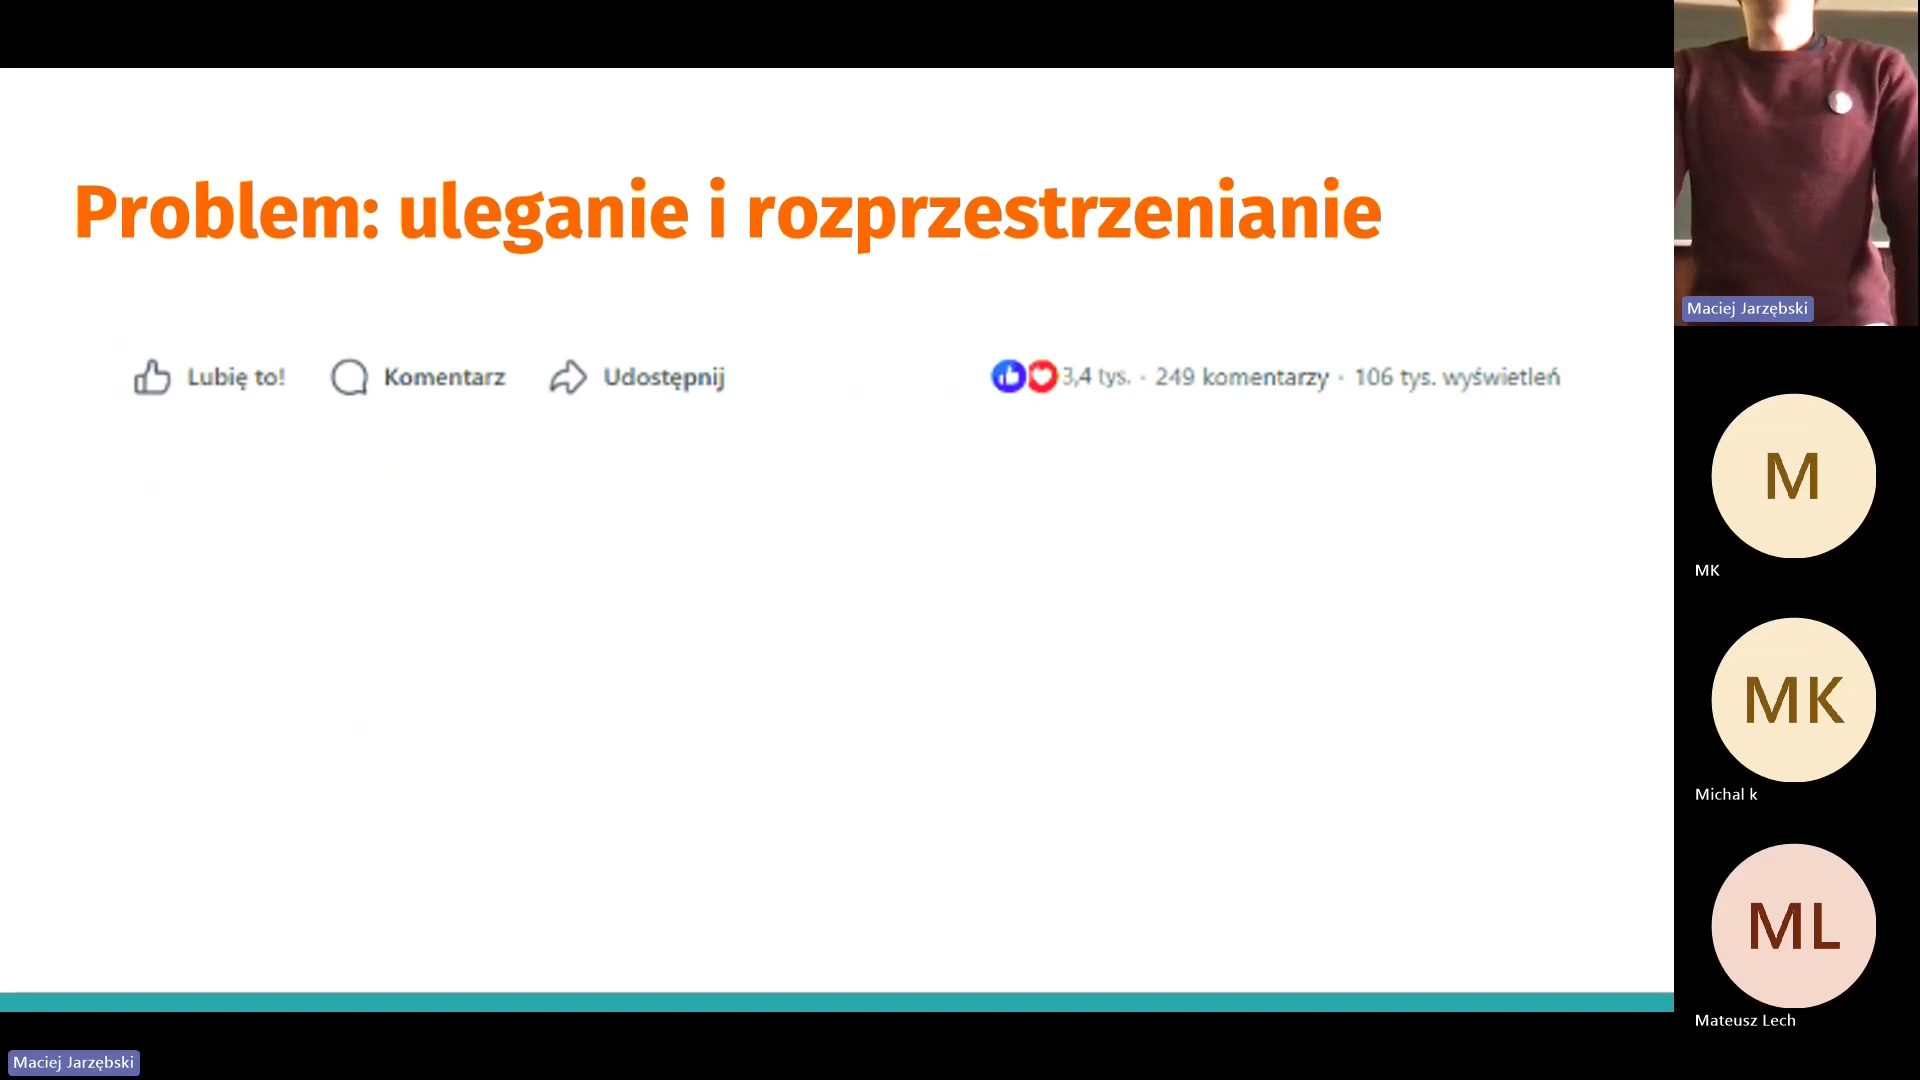 Problem: uleganie i rozprzestrzenianie
Lubię to! Komentarz Udostępnij 3,4 tys. · 249 komentarzy · 106 tys. wyświetleń
Maciej Jarzębski
M
MK
MK
Michal k
ML
Mateusz Lech
Maciej Jarzębski